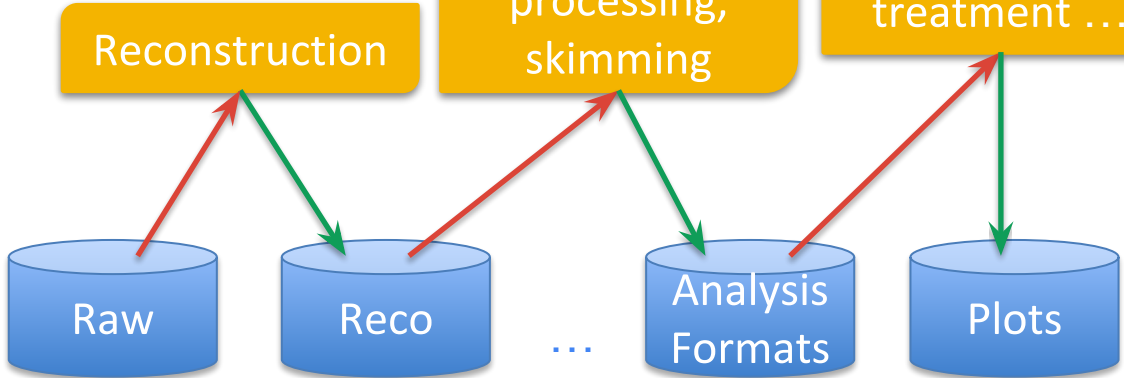 Reconstruction
processing,
skimming
treatment …
Raw
Reco
…
Analysis
Formats
Plots